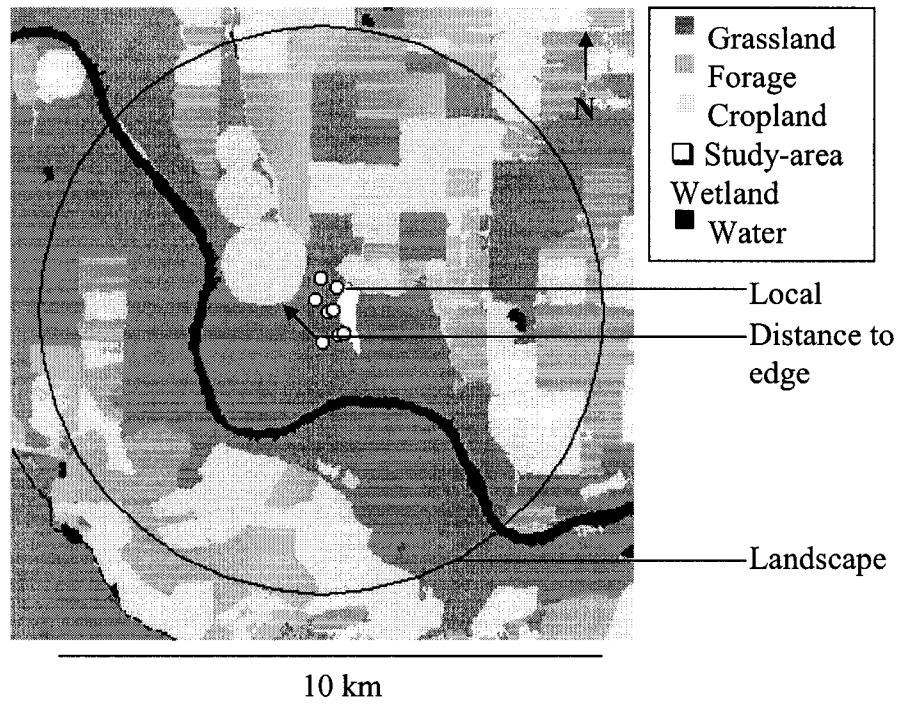 Grassland
Forage
Cropland
Study-area
Wetland
Water
N
Local
Distance to
edge
Landscape
10 km